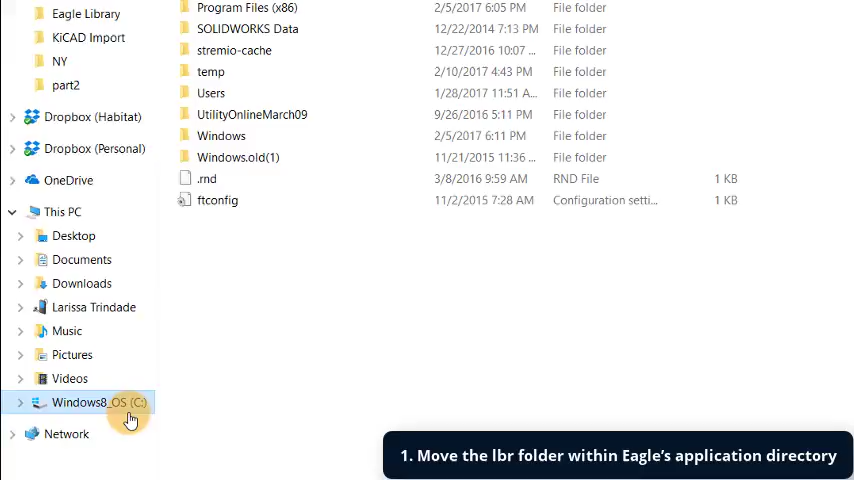 Eagle Library
KiCAD Import
NY
part2
Dropbox (Habitat)
Dropbox (Personal)
OneDrive
This PC
Desktop
Documents
Downloads
Larissa Trindade
Music
Pictures
Videos
Windows8_OS (C:)
Network
Program Files (x86) 2/5/2017 6:05 PM File folder
SOLIDWORKS Data 12/22/2014 7:13 PM File folder
stremio-cache 12/27/2016 10:07 ... File folder
temp 2/10/2017 4:43 PM File folder
Users 1/28/2017 11:51 A... File folder
UtilityOnlineMarch09 9/26/2016 5:11 PM File folder
Windows 2/5/2017 6:11 PM File folder
Windows.old(1) 11/21/2015 11:36 ... File folder
.rnd 3/8/2016 9:59 AM RND File 1 KB
ftconfig 11/2/2015 7:28 AM Configuration setti... 1 KB
1. Move the lbr folder within Eagle’s application directory